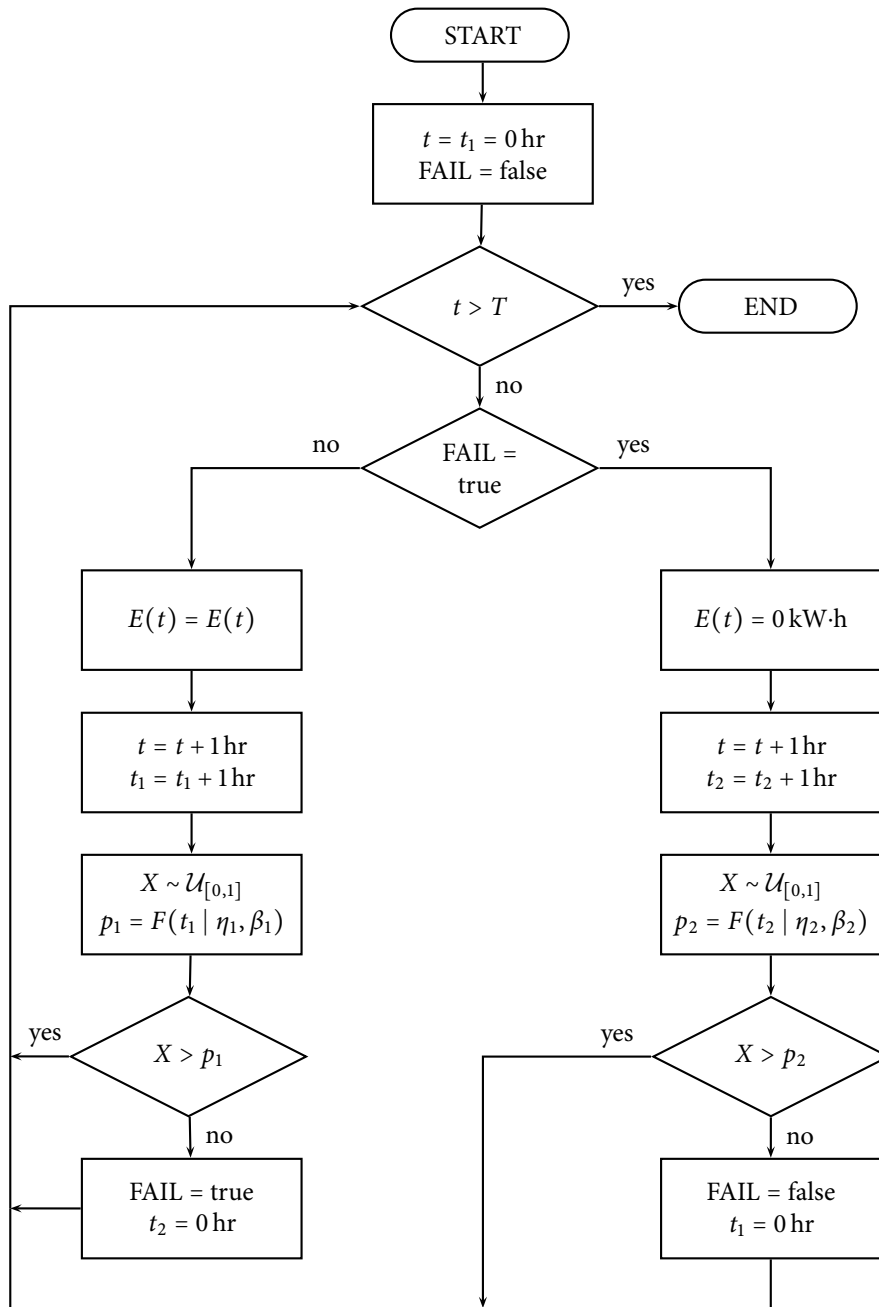 START
t = t₁ = 0 hr
FAIL = false
t > T
yes
END
no
FAIL =
true
no
yes
E(t) = E(t)
E(t) = 0 kW·h
t = t + 1 hr
t₁ = t₁ + 1 hr
t = t + 1 hr
t₂ = t₂ + 1 hr
X ~ 𝒰[0,1]
p₁ = F(t₁ | η₁, β₁)
X ~ 𝒰[0,1]
p₂ = F(t₂ | η₂, β₂)
yes
X > p₁
no
yes
X > p₂
no
FAIL = true
t₂ = 0 hr
FAIL = false
t₁ = 0 hr